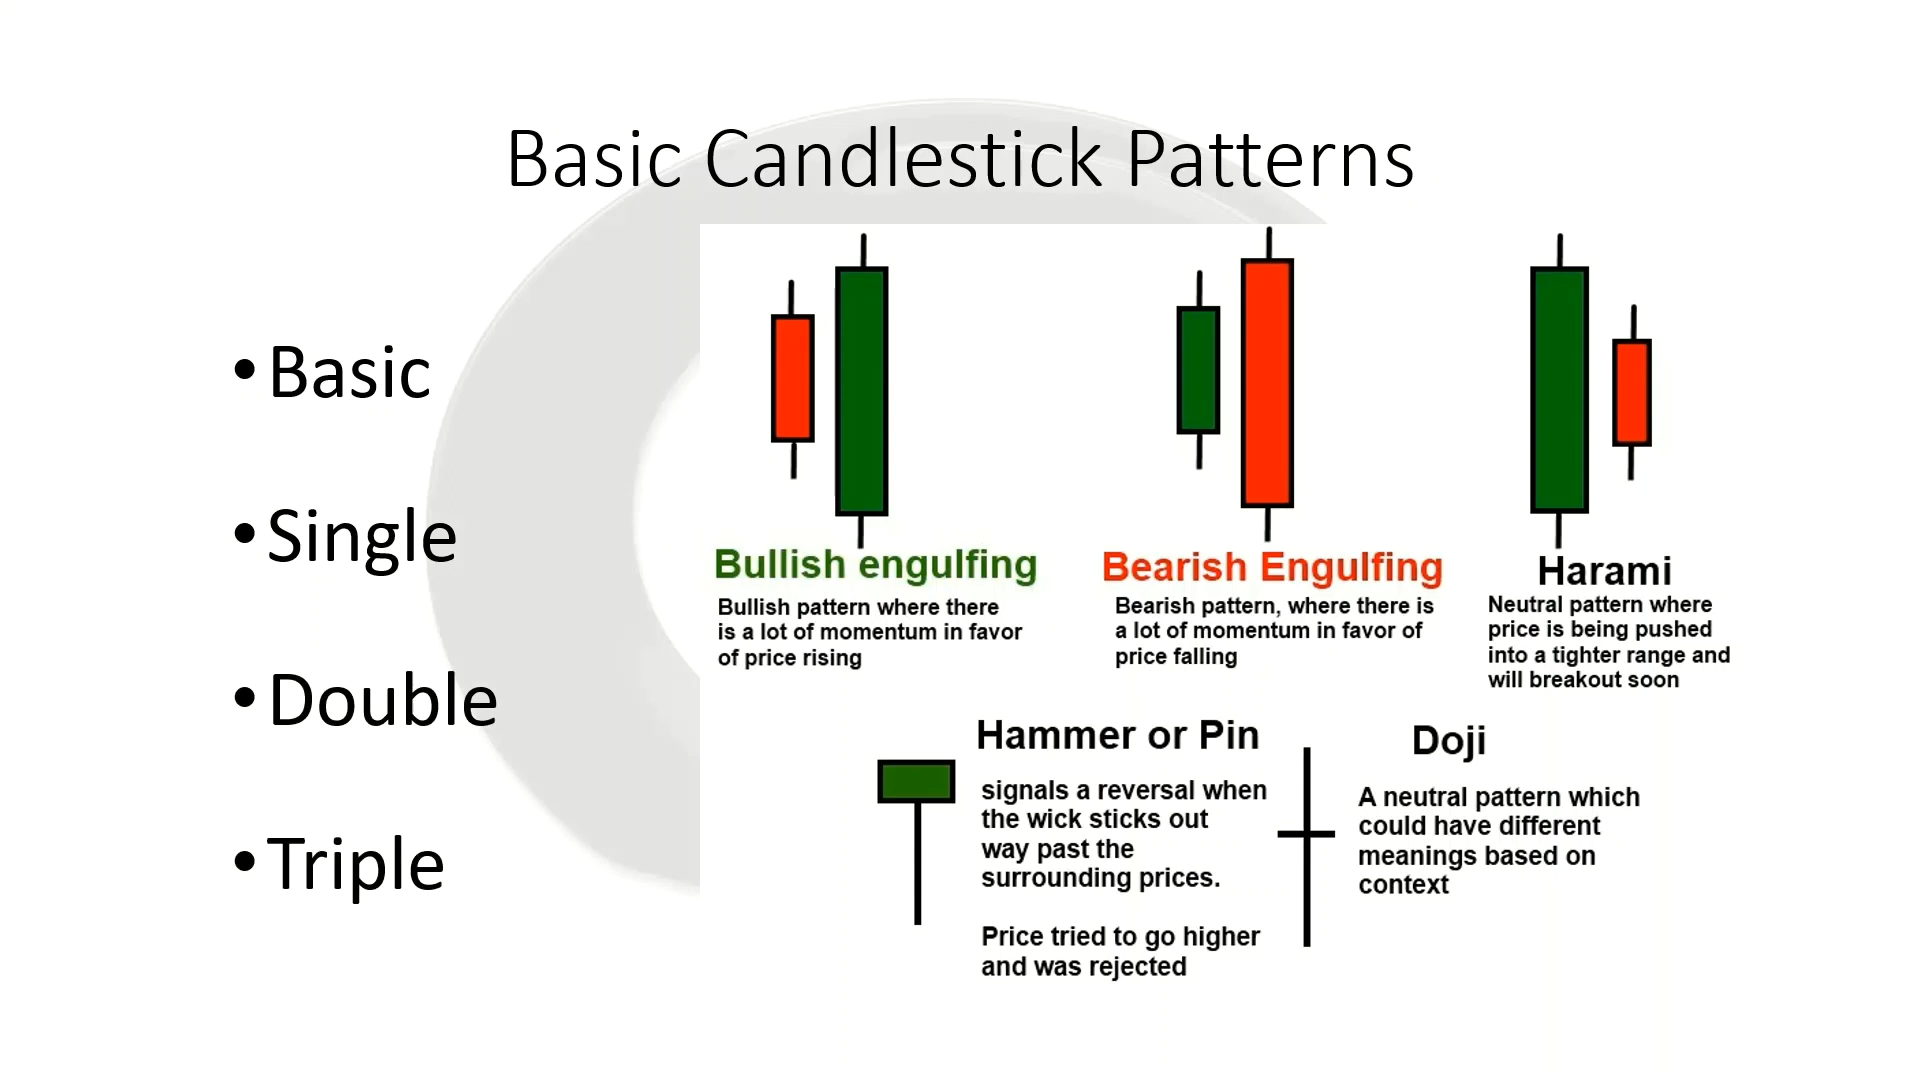 Basic Candlestick Patterns
• Basic
• Single
• Double
• Triple
Bullish engulfing
Bullish pattern where there
is a lot of momentum in favor
of price rising
Bearish Engulfing
Bearish pattern, where there is
a lot of momentum in favor of
price falling
Harami
Neutral pattern where
price is being pushed
into a tighter range and
will breakout soon
Hammer or Pin
signals a reversal when
the wick sticks out
way past the
surrounding prices.
Price tried to go higher
and was rejected
Doji
A neutral pattern which
could have different
meanings based on
context